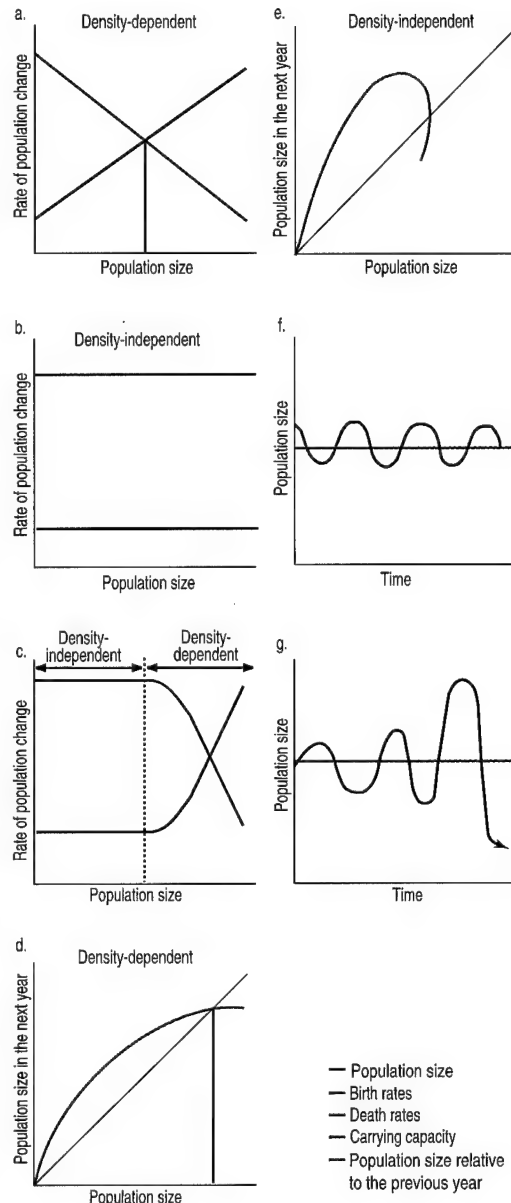 a.
Density-dependent
Rate of population change
Population size
b.
Density-independent
Rate of population change
Population size
c.
Density-
independent
Density-
dependent
Rate of population change
Population size
d.
Density-dependent
Population size in the next year
Population size
e.
Density-independent
Population size in the next year
Population size
f.
Population size
Time
g.
Population size
Time
Population size
Birth rates
Death rates
Carrying capacity
Population size relative
to the previous year